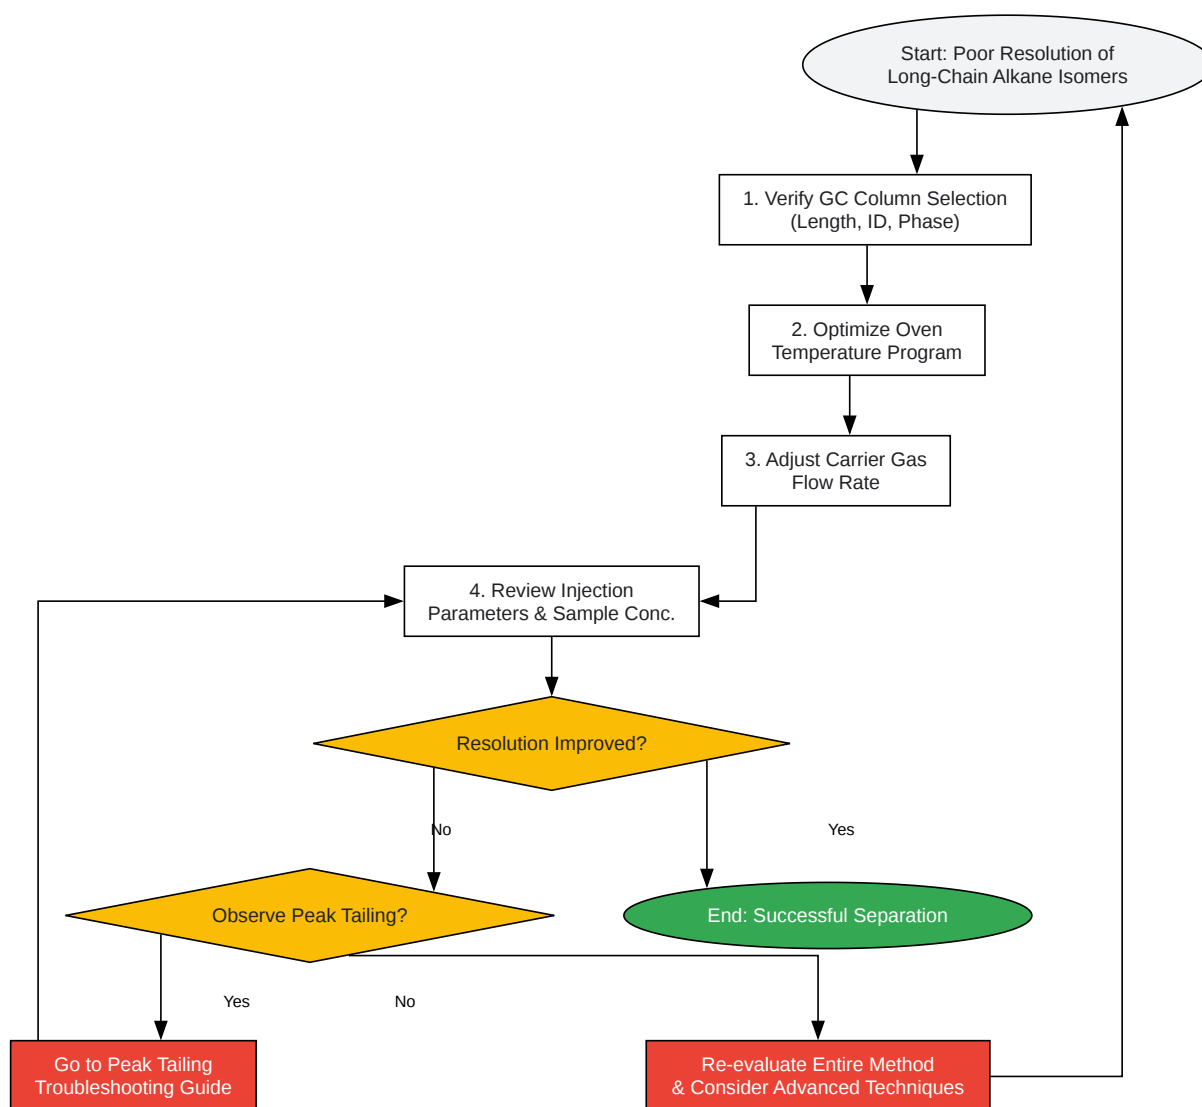 Start: Poor Resolution of
Long-Chain Alkane Isomers
1. Verify GC Column Selection
(Length, ID, Phase)
2. Optimize Oven
Temperature Program
3. Adjust Carrier Gas
Flow Rate
4. Review Injection
Parameters & Sample Conc.
Resolution Improved?
No
Yes
Observe Peak Tailing?
End: Successful Separation
Yes
No
Go to Peak Tailing
Troubleshooting Guide
Re-evaluate Entire Method
& Consider Advanced Techniques